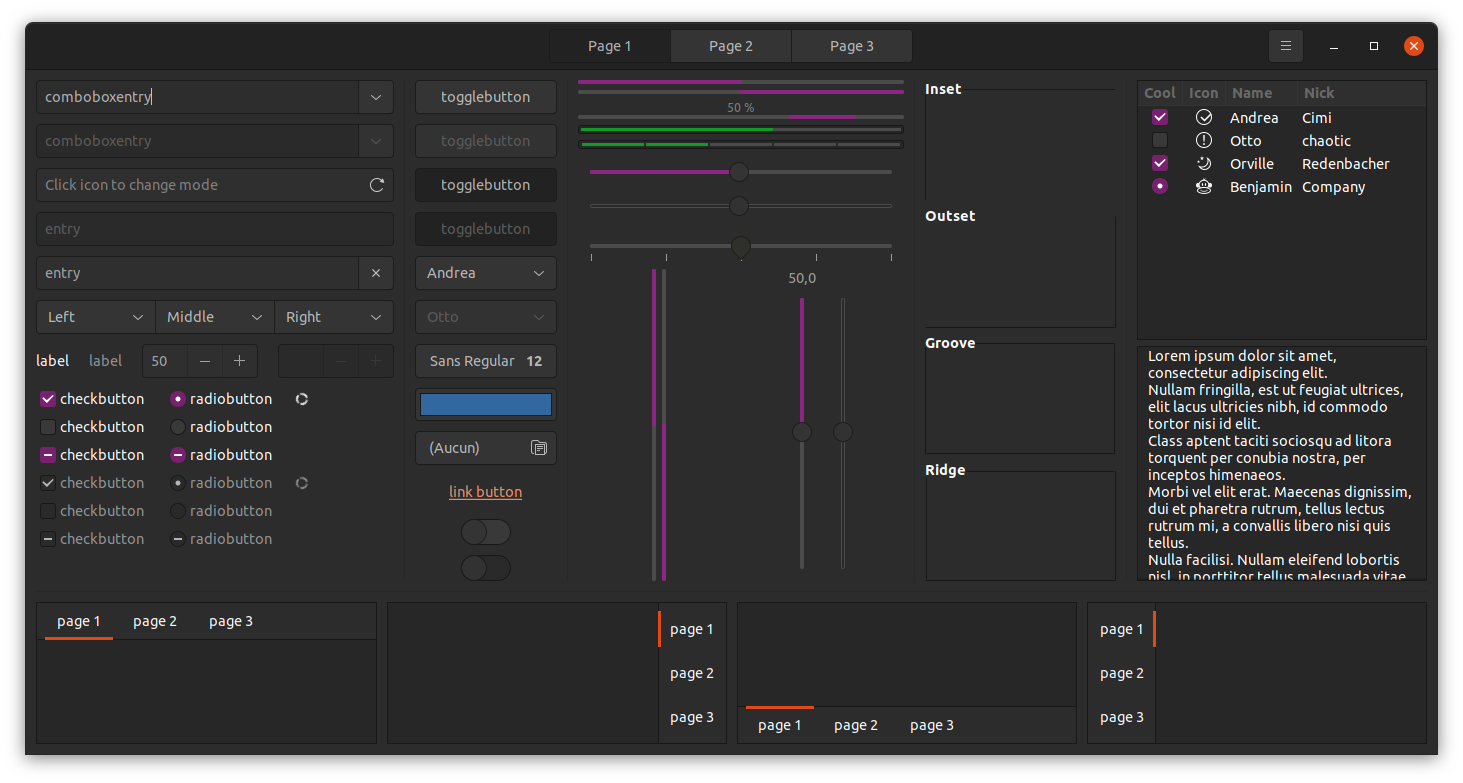 Page 1 Page 2 Page 3
comboboxentry
comboboxentry
Click icon to change mode
entry
entry
Left Middle Right
label label 50
checkbutton radiobutton
checkbutton radiobutton
checkbutton radiobutton
checkbutton radiobutton
checkbutton radiobutton
checkbutton radiobutton
togglebutton
togglebutton
togglebutton
togglebutton
Andrea
Otto
Sans Regular 12
(Aucun)
link button
50 %
50,0
Inset
Outset
Groove
Ridge
Cool Icon Name Nick
Andrea Cimi
Otto chaotic
Orville Redenbacher
Benjamin Company
Lorem ipsum dolor sit amet,
consectetur adipiscing elit.
Nullam fringilla, est ut feugiat ultrices,
elit lacus ultricies nibh, id commodo
tortor nisi id elit.
Class aptent taciti sociosqu ad litora
torquent per conubia nostra, per
inceptos himenaeos.
Morbi vel elit erat. Maecenas dignissim,
dui et pharetra rutrum, tellus lectus
rutrum mi, a convallis libero nisi quis
tellus.
Nulla facilisi. Nullam eleifend lobortis
nisl, in porttitor tellus malesuada vitae.
page 1 page 2 page 3
page 1
page 2
page 3
page 1 page 2 page 3
page 1
page 2
page 3